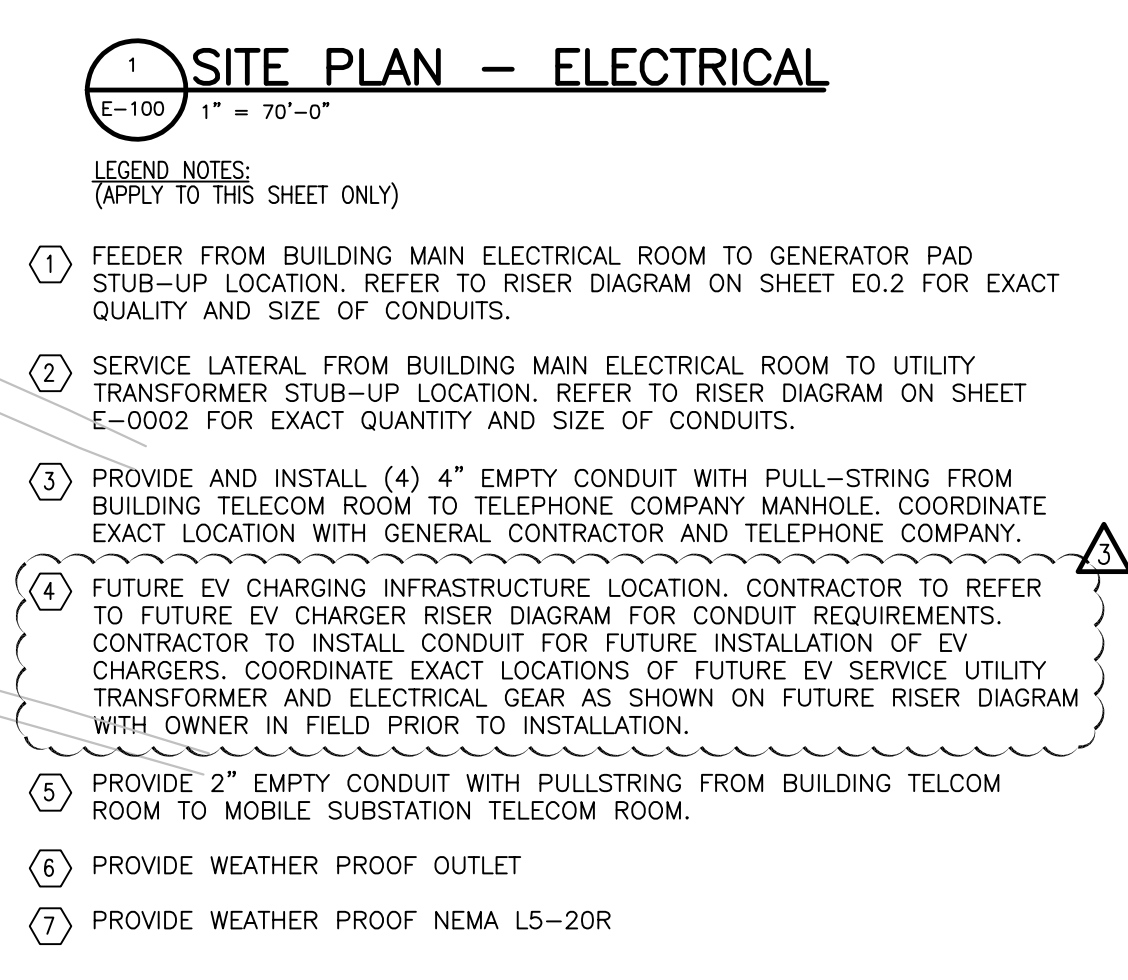 1
SITE PLAN - ELECTRICAL
E-100
1" = 70'-0"
LEGEND NOTES:
(APPLY TO THIS SHEET ONLY)
1 FEEDER FROM BUILDING MAIN ELECTRICAL ROOM TO GENERATOR PAD
STUB-UP LOCATION. REFER TO RISER DIAGRAM ON SHEET E0.2 FOR EXACT
QUALITY AND SIZE OF CONDUITS.
2 SERVICE LATERAL FROM BUILDING MAIN ELECTRICAL ROOM TO UTILITY
TRANSFORMER STUB-UP LOCATION. REFER TO RISER DIAGRAM ON SHEET
E-0002 FOR EXACT QUANTITY AND SIZE OF CONDUITS.
3 PROVIDE AND INSTALL (4) 4" EMPTY CONDUIT WITH PULL-STRING FROM
BUILDING TELECOM ROOM TO TELEPHONE COMPANY MANHOLE. COORDINATE
EXACT LOCATION WITH GENERAL CONTRACTOR AND TELEPHONE COMPANY.
3
4 FUTURE EV CHARGING INFRASTRUCTURE LOCATION. CONTRACTOR TO REFER
TO FUTURE EV CHARGER RISER DIAGRAM FOR CONDUIT REQUIREMENTS.
CONTRACTOR TO INSTALL CONDUIT FOR FUTURE INSTALLATION OF EV
CHARGERS. COORDINATE EXACT LOCATIONS OF FUTURE EV SERVICE UTILITY
TRANSFORMER AND ELECTRICAL GEAR AS SHOWN ON FUTURE RISER DIAGRAM
WITH OWNER IN FIELD PRIOR TO INSTALLATION.
5 PROVIDE 2" EMPTY CONDUIT WITH PULLSTRING FROM BUILDING TELCOM
ROOM TO MOBILE SUBSTATION TELECOM ROOM.
6 PROVIDE WEATHER PROOF OUTLET
7 PROVIDE WEATHER PROOF NEMA L5-20R